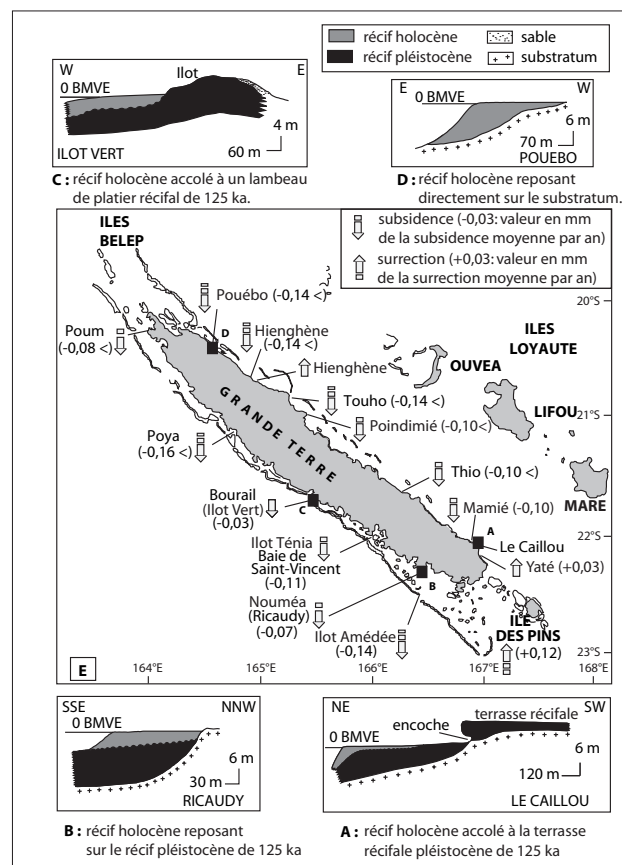 récif holocène
sable
récif pléistocène
substratum
W
Ilot
E
0 BMVE
4 m
60 m
ILOT VERT
C : récif holocène accolé à un lambeau
de platier récifal de 125 ka.
E
W
0 BMVE
6 m
70 m
POUEBO
D : récif holocène reposant
directement sur le substratum.
ILES
BELEP
subsidence (-0,03: valeur en mm
de la subsidence moyenne par an)
surrection (+0,03: valeur en mm
de la surrection moyenne par an)
20°S
Pouébo (-0,14 <)
D
Hienghène
(-0,14 <)
Poum
(-0,08 <)
ILES
LOYAUTE
Hienghène
OUVEA
Touho (-0,14 <)
LIFOU
21°S
Poindimié
(-0,10<)
GRANDE TERRE
Poya
(-0,16 <)
Thio (-0,10 <)
MARE
Bourail
(Ilot Vert)
(-0,03)
C
Mamié (-0,10)
A
22°S
Le Caillou
Ilot Ténia
Baie de
Saint-Vincent
(-0,11)
Yaté (+0,03)
B
Nouméa
(Ricaudy)
(-0,07)
Ilot Amédée
(-0,14)
ILE
DES PINS
(+0,12)
E
23°S
164°E
165°E
166°E
167°E
168°E
SSE
NNW
0 BMVE
6 m
30 m
RICAUDY
B : récif holocène reposant
sur le récif pléistocène de 125 ka
NE
SW
terrasse récifale
encoche
0 BMVE
6 m
120 m
LE CAILLOU
A : récif holocène accolé à la terrasse
récifale pléistocène de 125 ka